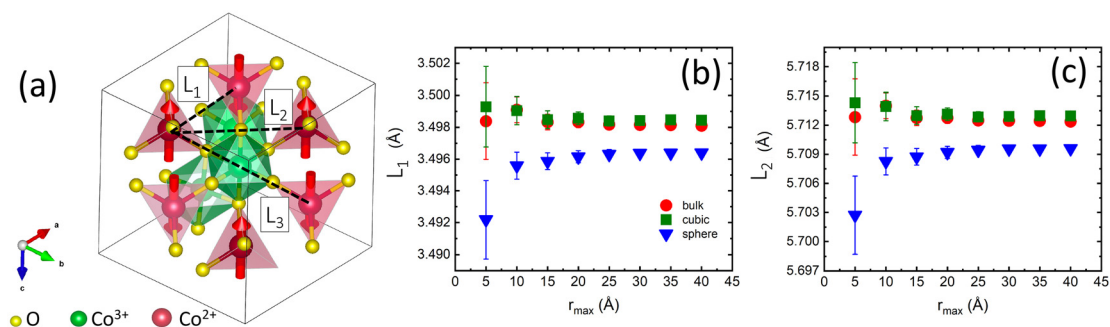 (a)
L1
L2
L3
a
b
c
O
Co3+
Co2+
(b)
3.502
3.500
3.498
3.496
3.494
3.492
3.490
L1 (Å)
bulk
cubic
sphere
0 5 10 15 20 25 30 35 40 45
rmax (Å)
(c)
5.718
5.715
5.712
5.709
5.706
5.703
5.700
5.697
L2 (Å)
0 5 10 15 20 25 30 35 40 45
rmax (Å)